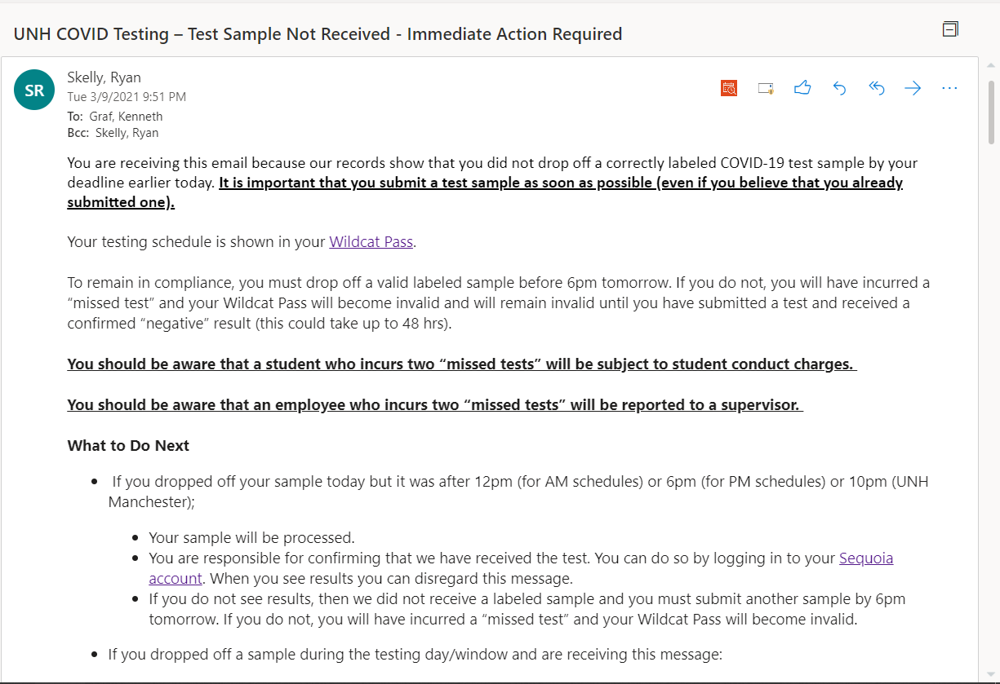 UNH COVID Testing – Test Sample Not Received - Immediate Action Required
SR
Skelly, Ryan
Tue 3/9/2021 9:51 PM
To: Graf, Kenneth
Bcc: Skelly, Ryan
You are receiving this email because our records show that you did not drop off a correctly labeled COVID-19 test sample by your
deadline earlier today. It is important that you submit a test sample as soon as possible (even if you believe that you already
submitted one).
Your testing schedule is shown in your Wildcat Pass.
To remain in compliance, you must drop off a valid labeled sample before 6pm tomorrow. If you do not, you will have incurred a
“missed test” and your Wildcat Pass will become invalid and will remain invalid until you have submitted a test and received a
confirmed “negative” result (this could take up to 48 hrs).
You should be aware that a student who incurs two “missed tests” will be subject to student conduct charges.
You should be aware that an employee who incurs two “missed tests” will be reported to a supervisor.
What to Do Next
• If you dropped off your sample today but it was after 12pm (for AM schedules) or 6pm (for PM schedules) or 10pm (UNH
Manchester);
• Your sample will be processed.
• You are responsible for confirming that we have received the test. You can do so by logging in to your Sequoia
account. When you see results you can disregard this message.
• If you do not see results, then we did not receive a labeled sample and you must submit another sample by 6pm
tomorrow. If you do not, you will have incurred a “missed test” and your Wildcat Pass will become invalid.
• If you dropped off a sample during the testing day/window and are receiving this message: